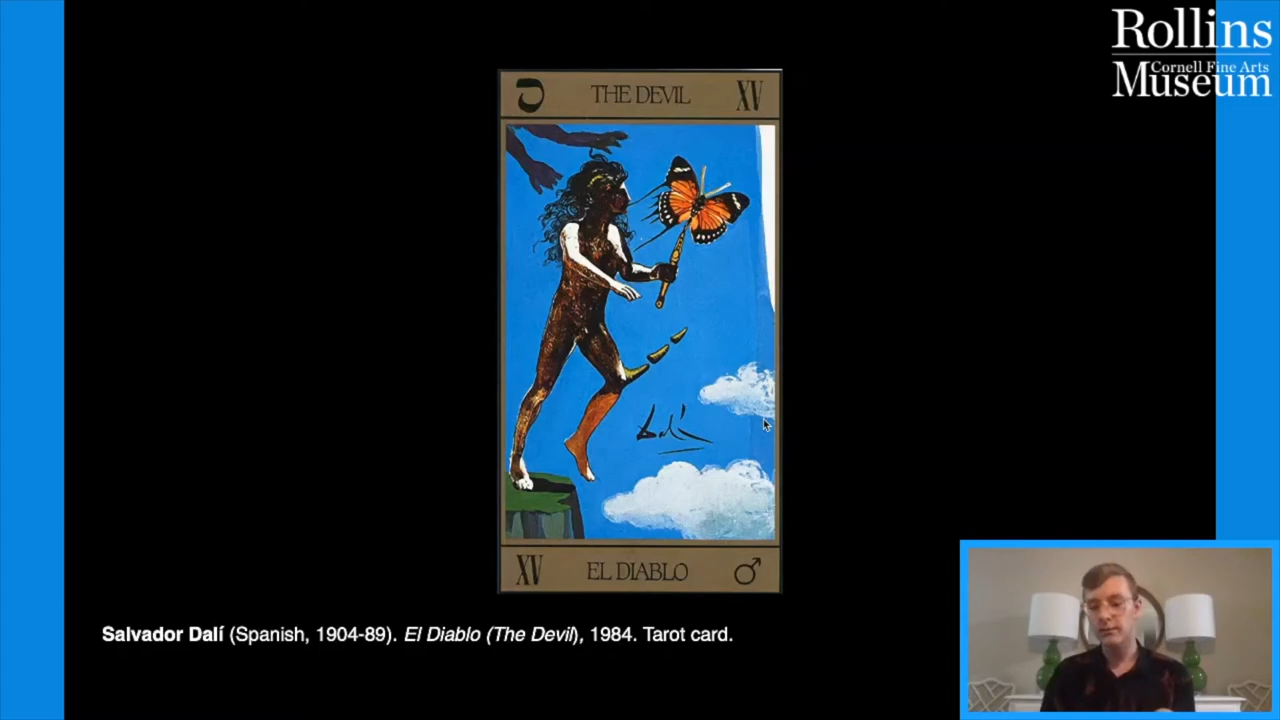 Rollins
Cornell Fine Arts
Museum
THE DEVIL XV
Dalí
XV EL DIABLO ♂
Salvador Dalí (Spanish, 1904-89). El Diablo (The Devil), 1984. Tarot card.